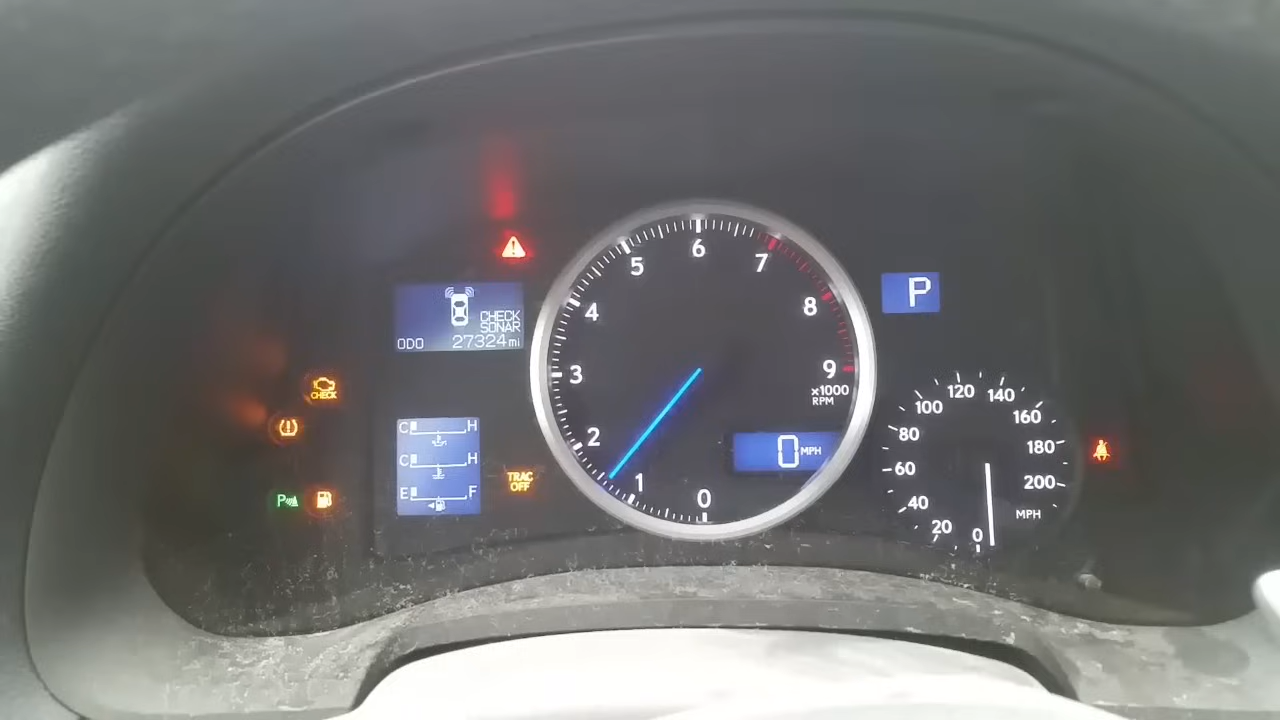 CHECK
SONAR
ODO 27324 mi
CHECK
C H
C H
E F
P
TRAC
OFF
0
1
2
3
4
5
6
7
8
9
x1000
RPM
0 MPH
P
0
20
40
60
80
100
120
140
160
180
200
MPH